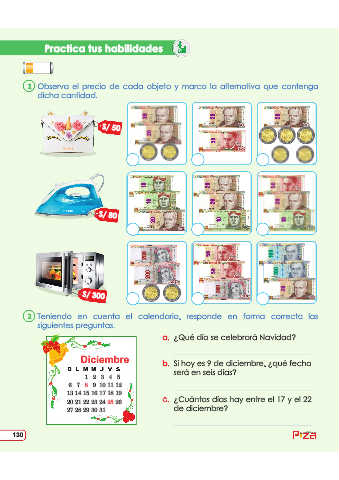 Practica tus habilidades
1 Observa el precio de cada objeto y marca la alternativa que contenga
dicha cantidad.
S/ 50
S/ 80
S/ 300
2 Teniendo en cuenta el calendario, responde en forma correcta las
siguientes preguntas.
Diciembre
D L M M J V S
1 2 3 4 5
6 7 8 9 10 11 12
13 14 15 16 17 18 19
20 21 22 23 24 25 26
27 28 29 30 31
a. ¿Qué día se celebrará Navidad?
b. Si hoy es 9 de diciembre, ¿qué fecha
será en seis días?
c. ¿Cuántos días hay entre el 17 y el 22
de diciembre?
130